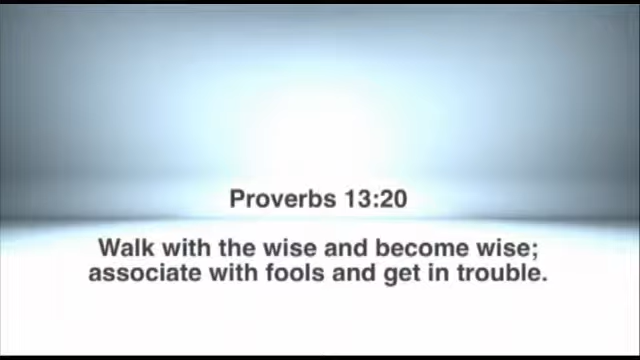 Proverbs 13:20
Walk with the wise and become wise;
associate with fools and get in trouble.